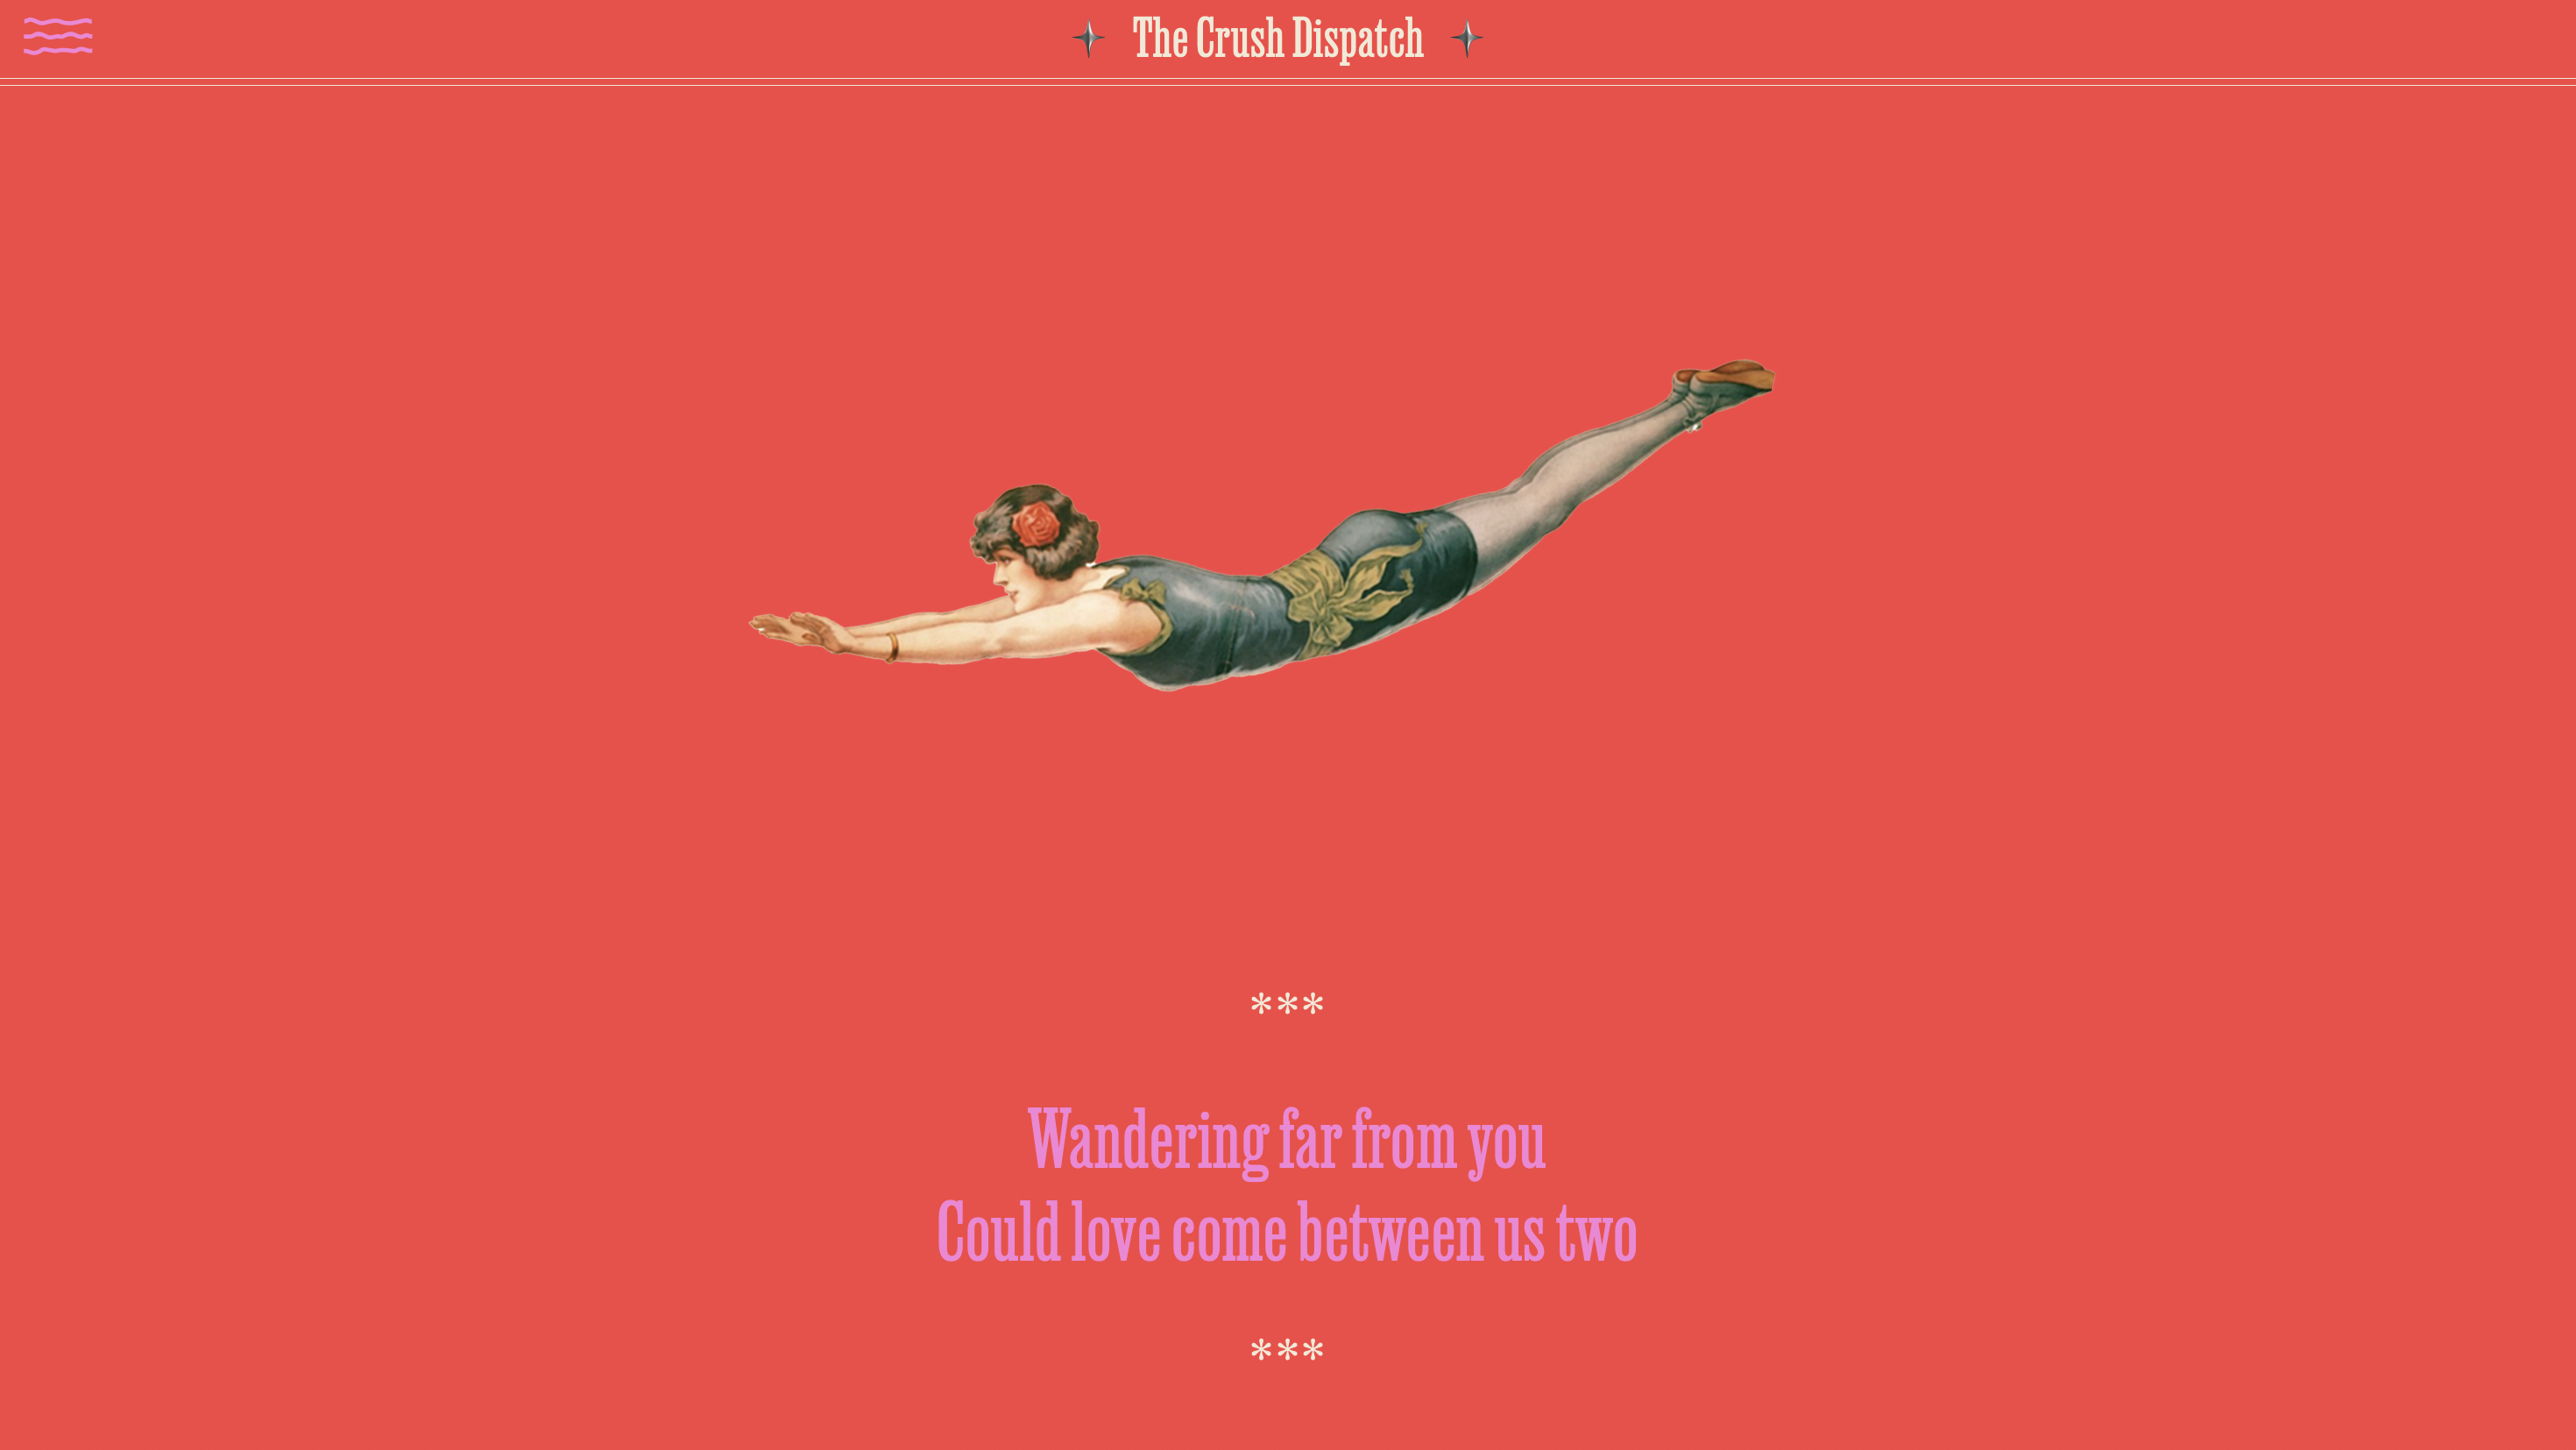 The Crush Dispatch
***
Wandering far from you
Could love come between us two
***